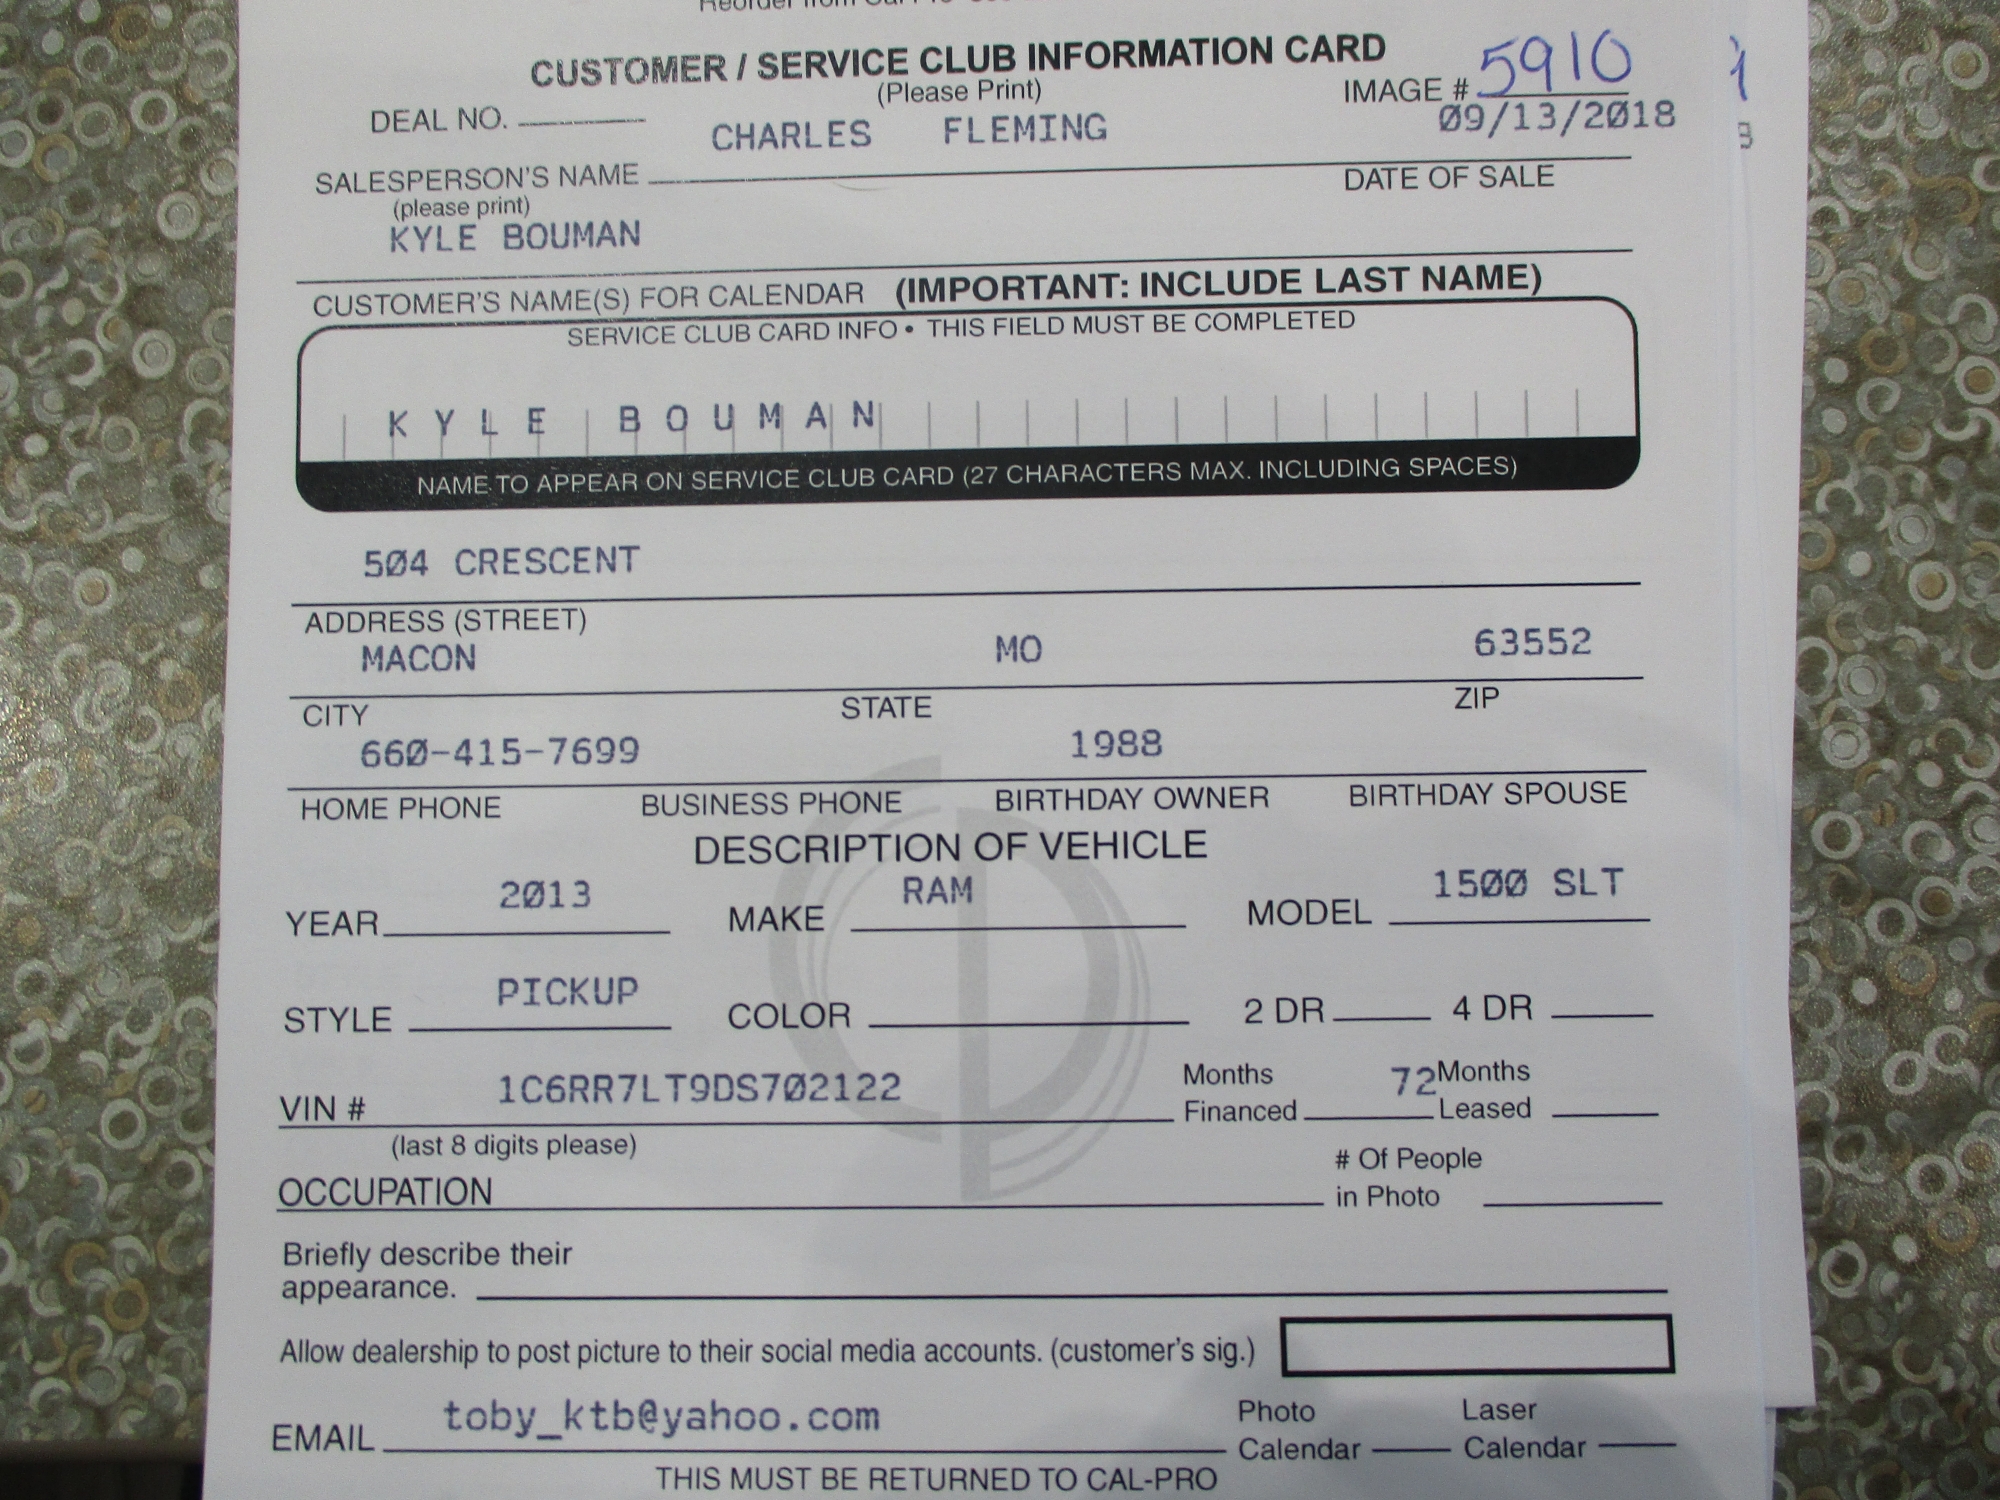 CUSTOMER / SERVICE CLUB INFORMATION CARD
(Please Print)
IMAGE # 5910
DEAL NO.
CHARLES FLEMING
09/13/2018
SALESPERSON'S NAME
DATE OF SALE
(please print)
KYLE BOUMAN
CUSTOMER'S NAME(S) FOR CALENDAR (IMPORTANT: INCLUDE LAST NAME)
SERVICE CLUB CARD INFO • THIS FIELD MUST BE COMPLETED
KYLE BOUMAN
NAME TO APPEAR ON SERVICE CLUB CARD (27 CHARACTERS MAX. INCLUDING SPACES)
504 CRESCENT
ADDRESS (STREET)
MACON MO 63552
CITY STATE ZIP
660-415-7699 1988
HOME PHONE BUSINESS PHONE BIRTHDAY OWNER BIRTHDAY SPOUSE
DESCRIPTION OF VEHICLE
YEAR 2013 MAKE RAM MODEL 1500 SLT
STYLE PICKUP COLOR 2 DR 4 DR
VIN # 1C6RR7LT9DS702122
Months Financed 72 Months Leased
(last 8 digits please)
OCCUPATION
# Of People
in Photo
Briefly describe their
appearance.
Allow dealership to post picture to their social media accounts. (customer's sig.)
EMAIL toby_ktb@yahoo.com
Photo Calendar Laser Calendar
THIS MUST BE RETURNED TO CAL-PRO